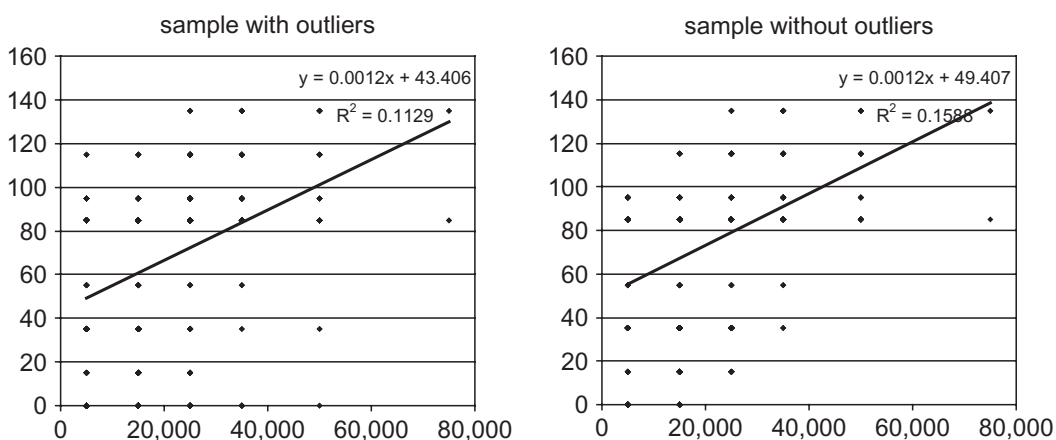 sample with outliers
160
140
120
100
80
60
40
20
0
0 20,000 40,000 60,000 80,000
y = 0.0012x + 43.406
R² = 0.1129
sample without outliers
160
140
120
100
80
60
40
20
0
0 20,000 40,000 60,000 80,000
y = 0.0012x + 49.407
R² = 0.1588